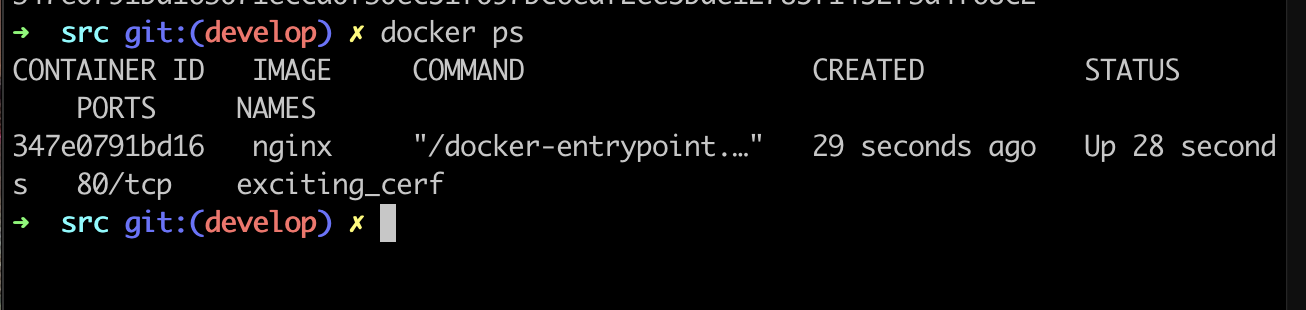 ➜  src git:(develop) ✗ docker ps
CONTAINER ID   IMAGE     COMMAND                  CREATED          STATUS
    PORTS     NAMES
347e0791bd16   nginx     "/docker-entrypoint.…"   29 seconds ago   Up 28 second
s   80/tcp    exciting_cerf
➜  src git:(develop) ✗